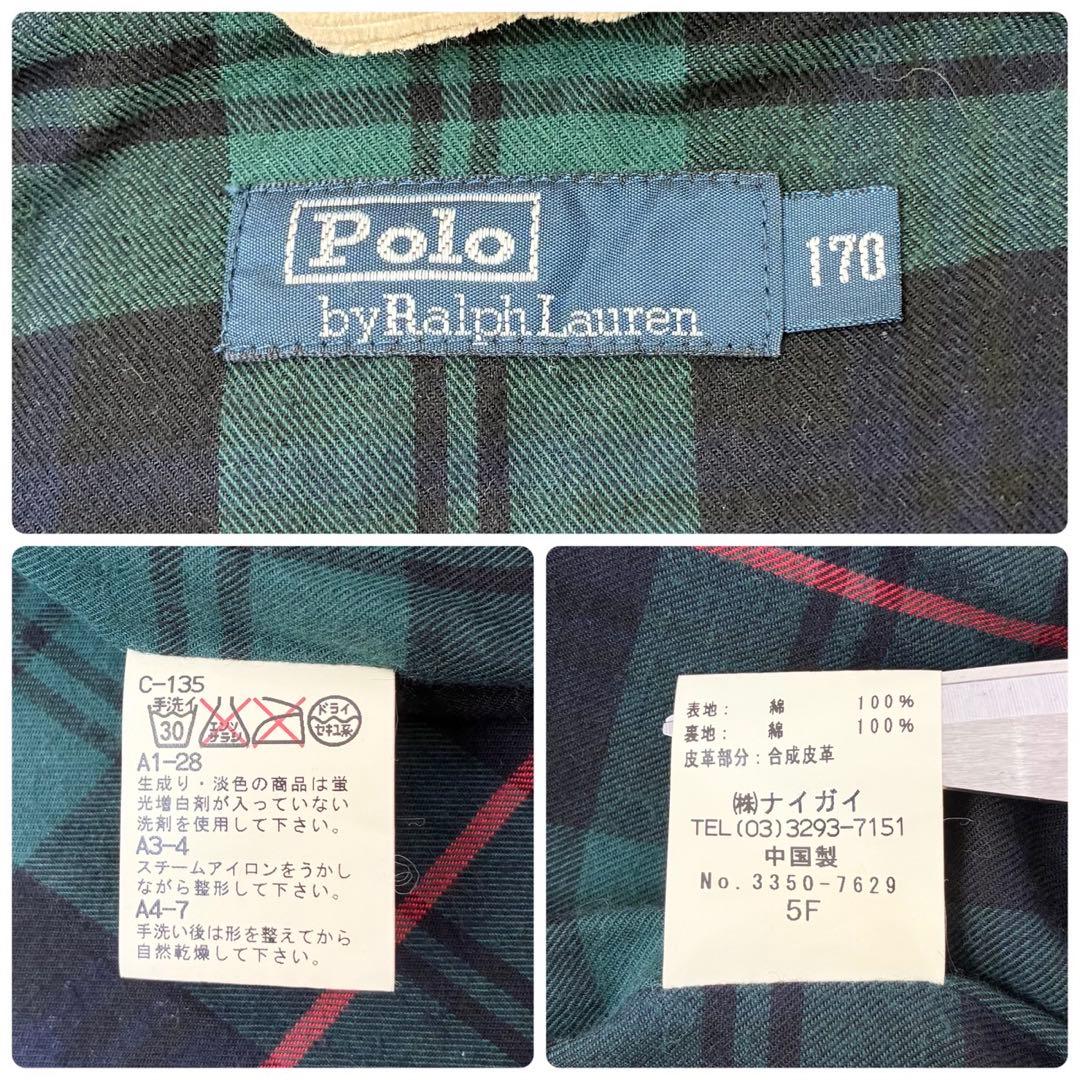 Polo
by Ralph Lauren
170
C-135
手洗イ
30
エンソ
サラシ
ドライ
セキユ系
A1-28
生成り・淡色の商品は蛍
光増白剤が入っていない
洗剤を使用して下さい。
A3-4
スチームアイロンをうかし
ながら整形して下さい。
A4-7
手洗い後は形を整えてから
自然乾燥して下さい。
表地: 綿 100%
裏地: 綿 100%
皮革部分:合成皮革
㈱ナイガイ
TEL(03)3293-7151
中国製
No.3350-7629
5F